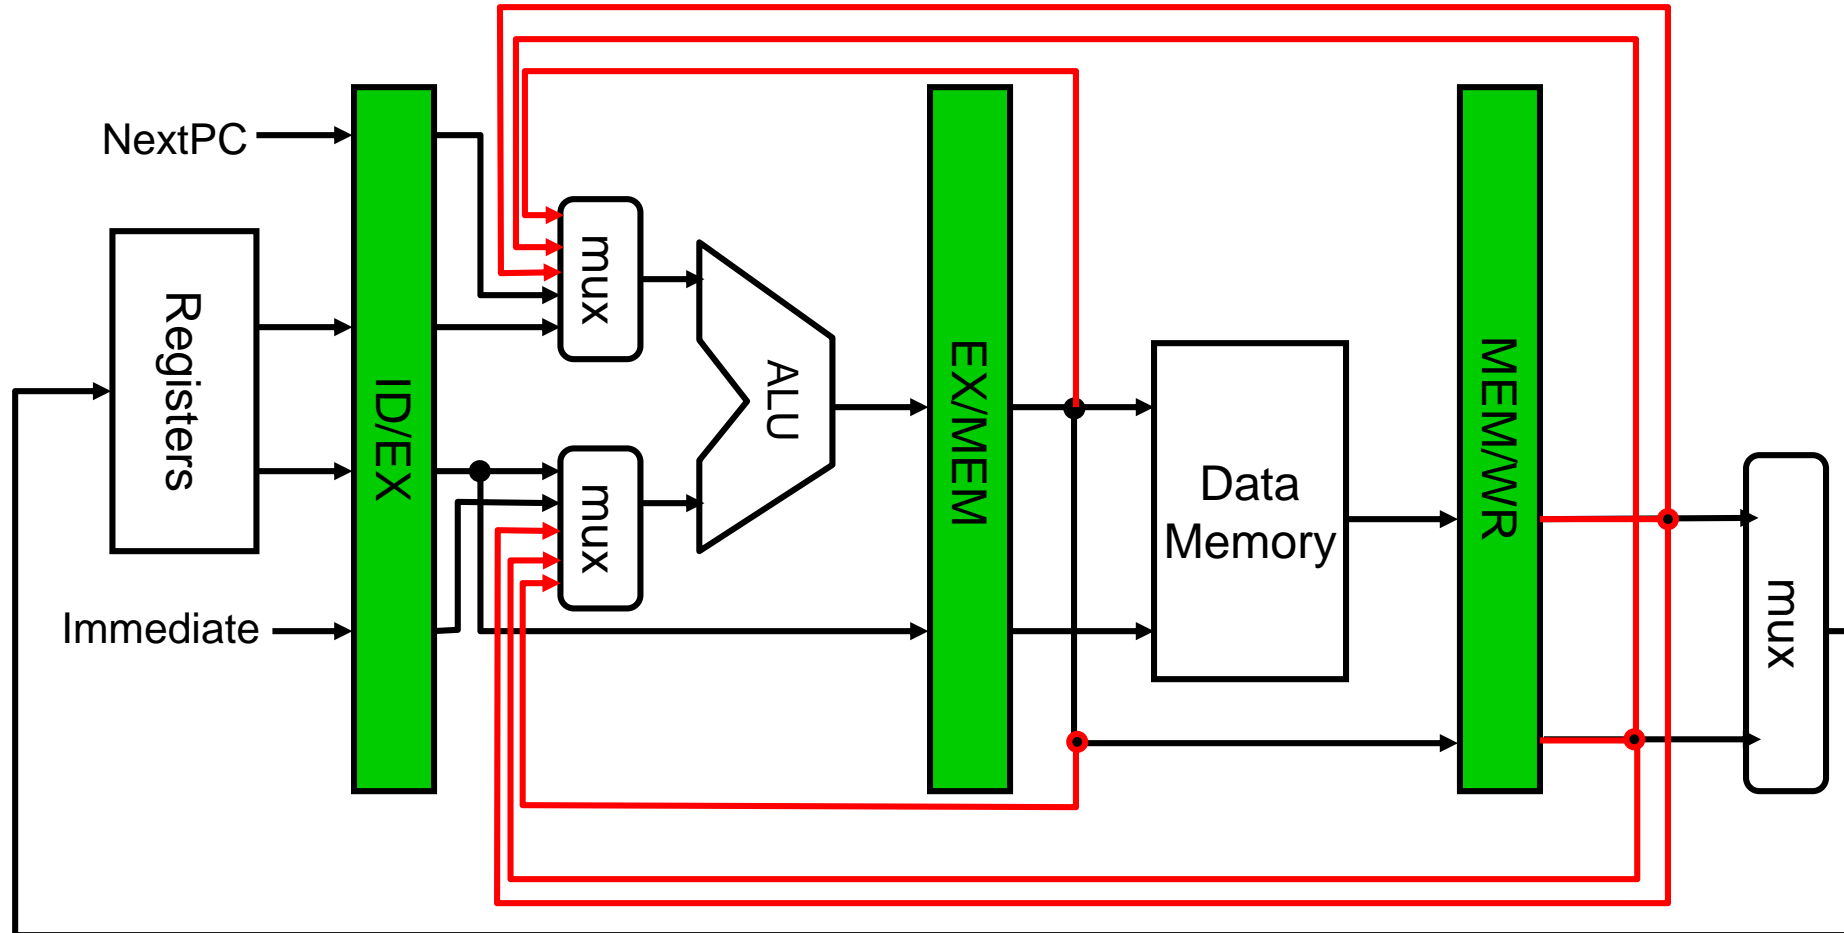 NextPC
Registers
Immediate
ID/EX
mux
mux
ALU
EX/MEM
Data
Memory
MEM/WR
mux